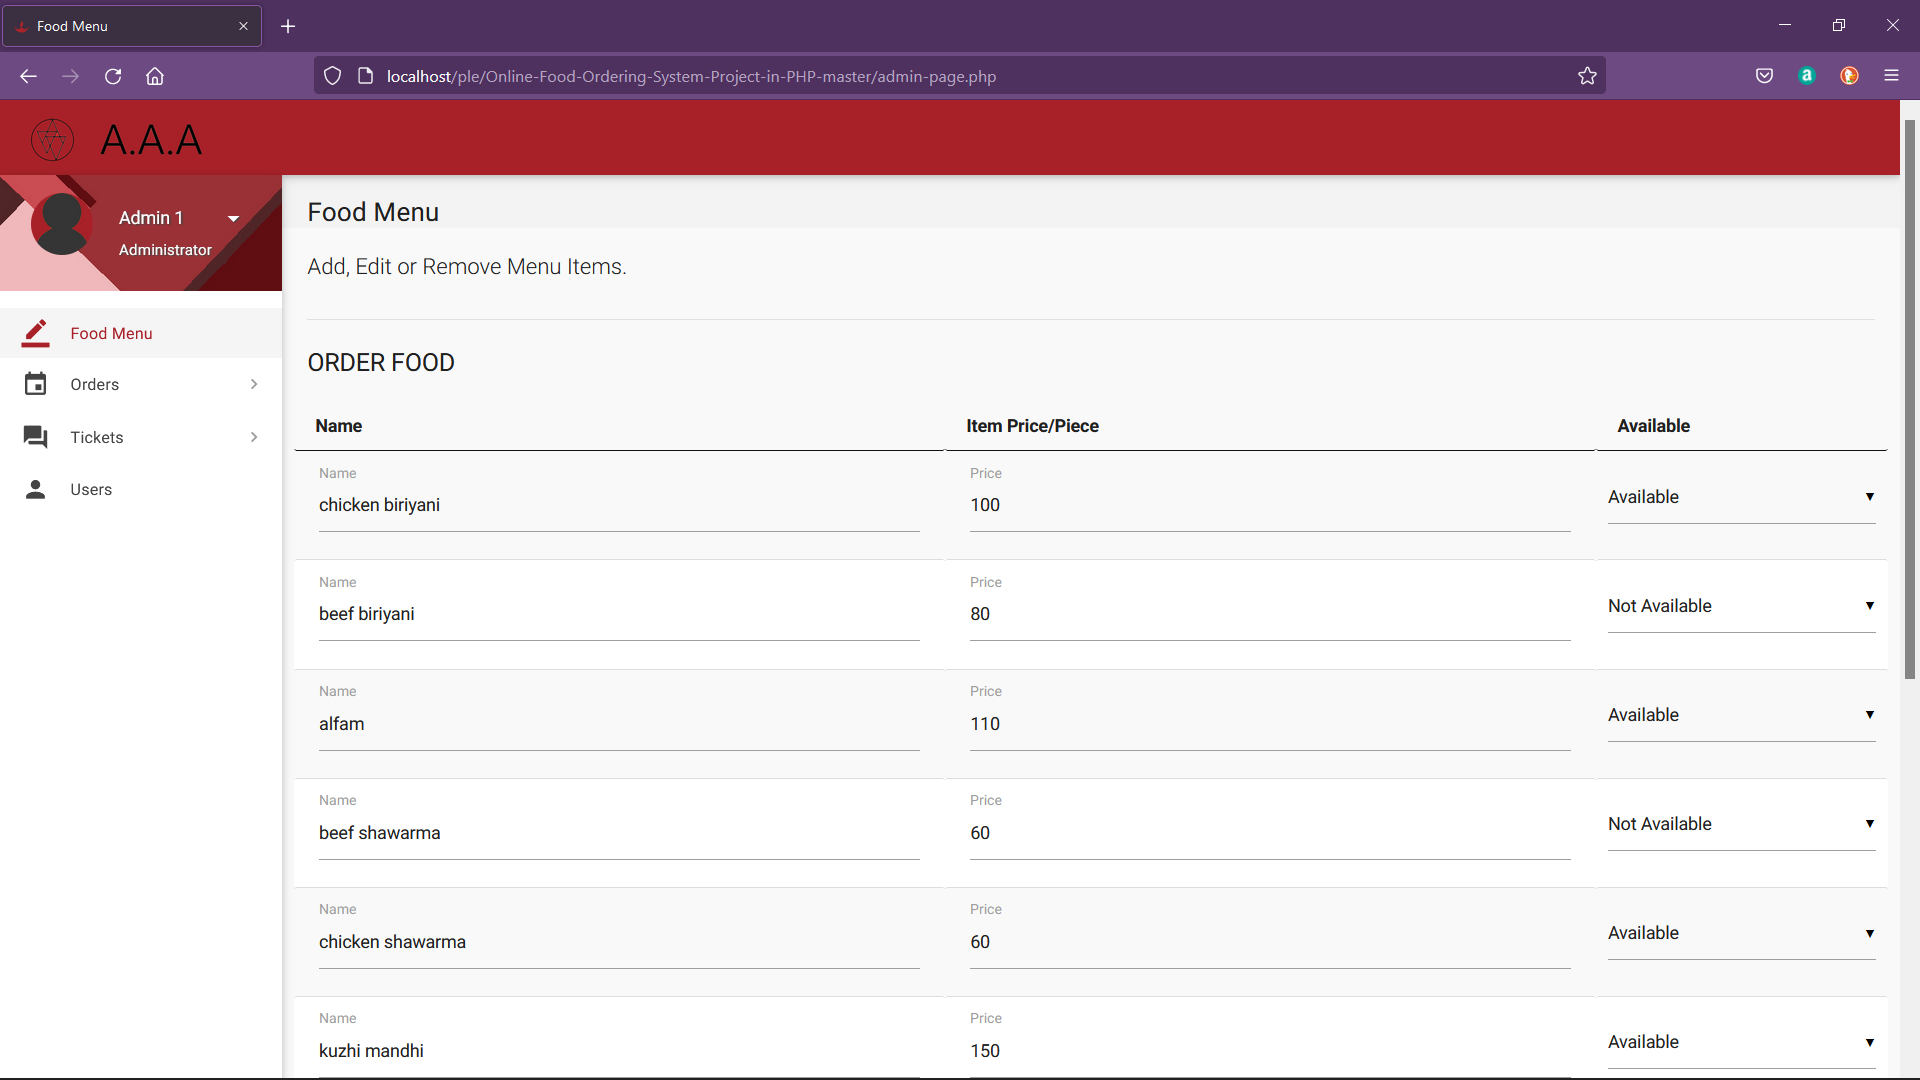 Food Menu
localhost/ple/Online-Food-Ordering-System-Project-in-PHP-master/admin-page.php
a
A.A.A
Admin 1
Administrator
Food Menu
Orders
Tickets
Users
Food Menu
Add, Edit or Remove Menu Items.
ORDER FOOD
Name Item Price/Piece Available
Name Price
chicken biriyani 100 Available
Name Price
beef biriyani 80 Not Available
Name Price
alfam 110 Available
Name Price
beef shawarma 60 Not Available
Name Price
chicken shawarma 60 Available
Name Price
kuzhi mandhi 150 Available